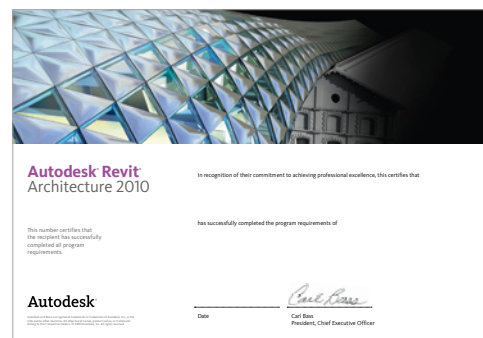 Autodesk® Revit®
Architecture 2010
In recognition of their commitment to achieving professional excellence, this certifies that
has successfully completed the program requirements of
This number certifies that
the recipient has successfully
completed all program
requirements.
Carl Bass
Autodesk®
Date
Carl Bass
President, Chief Executive Officer